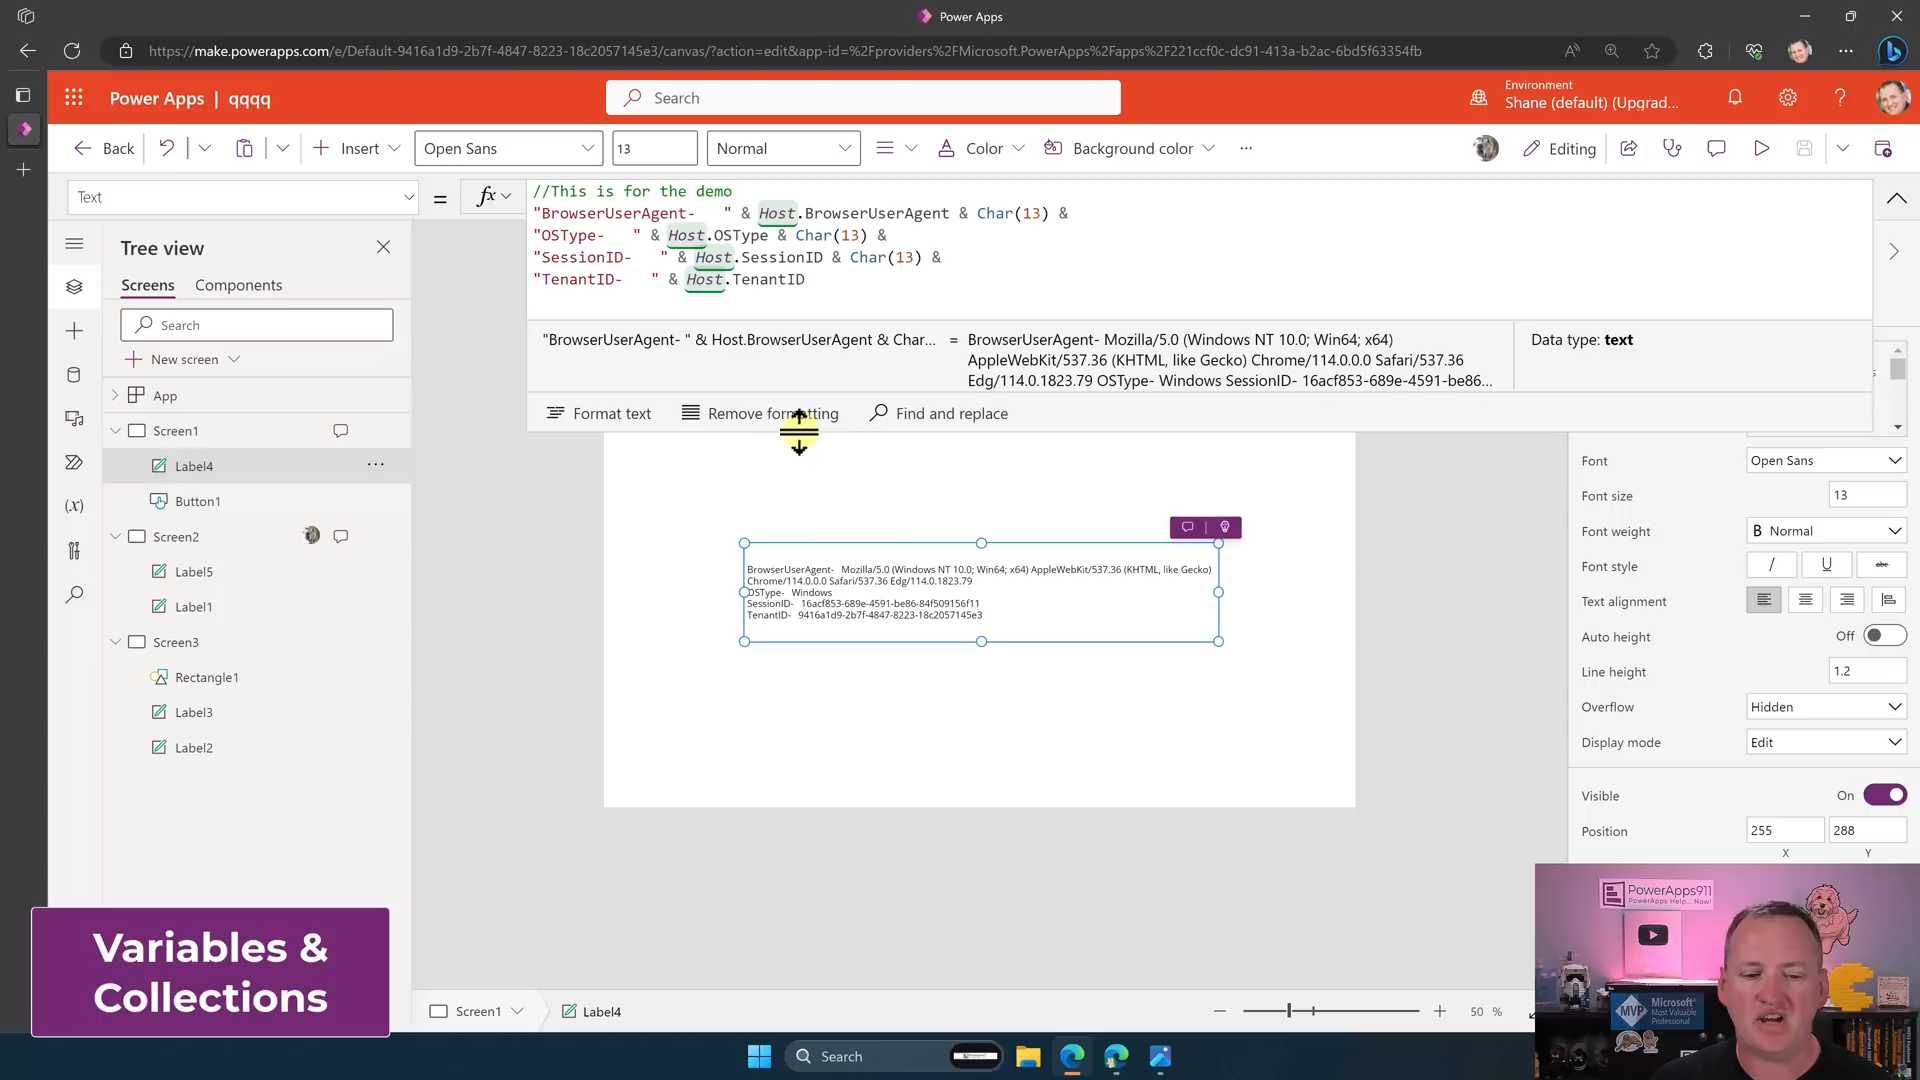 Power Apps
https://make.powerapps.com/e/Default-9416a1d9-2b7f-4847-8223-18c2057145e3/canvas/?action=edit&app-id=%2Fproviders%2FMicrosoft.PowerApps%2Fapps%2F221ccf0c-dc91-413a-b2ac-6bd5f63354fb
Power Apps | qqqq
Search
Environment
Shane (default) (Upgrad...
Back
Insert
Open Sans
13
Normal
Color
Background color
Editing
Text
=
fx
//This is for the demo
"BrowserUserAgent-   " & Host.BrowserUserAgent & Char(13) &
"OSType-   " & Host.OSType & Char(13) &
"SessionID-   " & Host.SessionID & Char(13) &
"TenantID-   " & Host.TenantID
"BrowserUserAgent- " & Host.BrowserUserAgent & Char... = BrowserUserAgent- Mozilla/5.0 (Windows NT 10.0; Win64; x64)
AppleWebKit/537.36 (KHTML, like Gecko) Chrome/114.0.0.0 Safari/537.36
Edg/114.0.1823.79 OSType- Windows SessionID- 16acf853-689e-4591-be86...
Data type: text
Format text
Remove formatting
Find and replace
Tree view
Screens
Components
Search
New screen
App
Screen1
Label4
Button1
Screen2
Label5
Label1
Screen3
Rectangle1
Label3
Label2
BrowserUserAgent-   Mozilla/5.0 (Windows NT 10.0; Win64; x64) AppleWebKit/537.36 (KHTML, like Gecko)
Chrome/114.0.0.0 Safari/537.36 Edg/114.0.1823.79
OSType-   Windows
SessionID-   16acf853-689e-4591-be86-84f509156f11
TenantID-   9416a1d9-2b7f-4847-8223-18c2057145e3
Font
Open Sans
Font size
13
Font weight
B Normal
Font style
/ U abc
Text alignment
Auto height
Off
Line height
1.2
Overflow
Hidden
Display mode
Edit
Visible
On
Position
255
288
X
Y
Screen1
Label4
50 %
Variables &
Collections
PowerApps911
PowerApps Help... Now!
Microsoft®
MVP
Most Valuable
Professional
Search